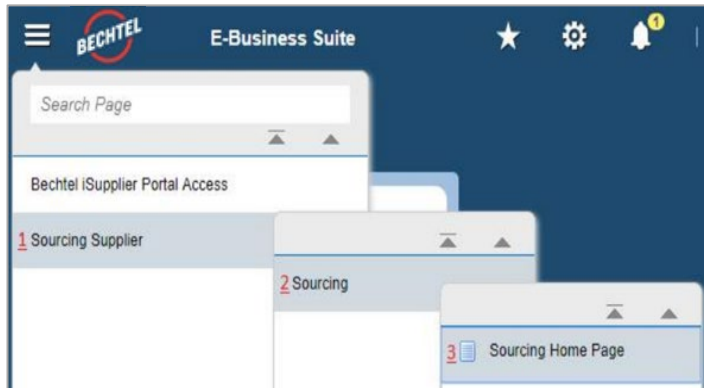 BECHTEL
E-Business Suite
1
Search Page
Bechtel iSupplier Portal Access
1 Sourcing Supplier
2 Sourcing
3 Sourcing Home Page